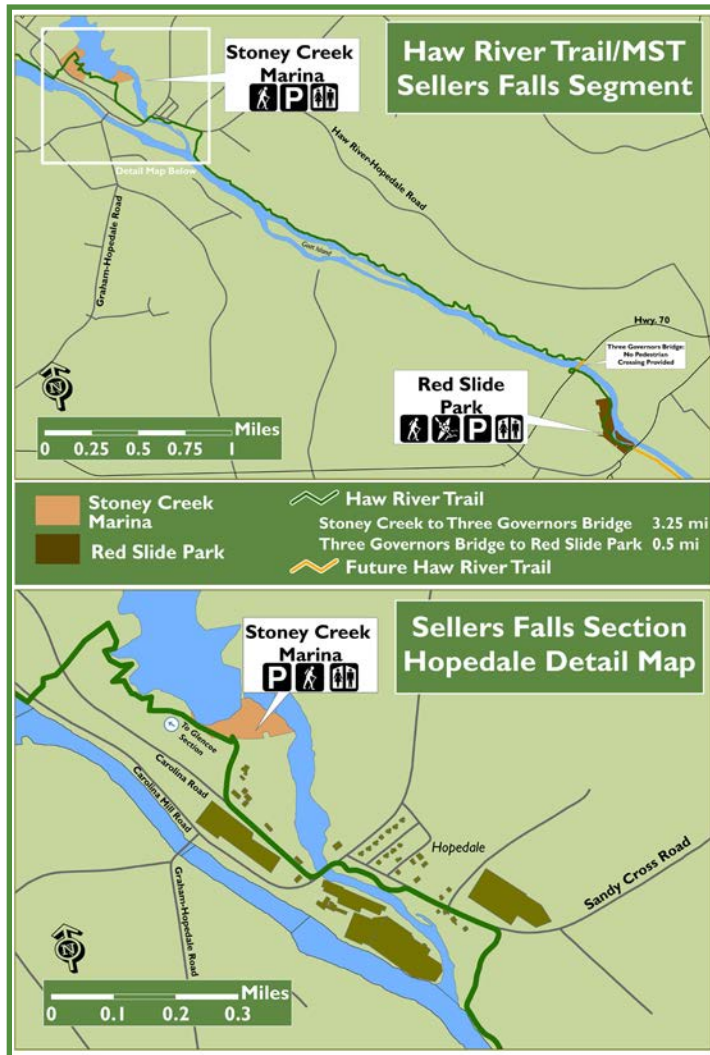 Haw River Trail/MST
Sellers Falls Segment
Stoney Creek
Marina
P
Detail Map Below
Haw River-Hopedale Road
Graham-Hopedale Road
Goat Island
Hwy. 70
Three Governors Bridge:
No Pedestrian
Crossing Provided
Red Slide
Park
P
N
Miles
0 0.25 0.5 0.75 1
Stoney Creek
Marina
Red Slide Park
Haw River Trail
Stoney Creek to Three Governors Bridge 3.25 mi
Three Governors Bridge to Red Slide Park 0.5 mi
Future Haw River Trail
Sellers Falls Section
Hopedale Detail Map
Stoney Creek
Marina
P
To Glencoe
Section
Carolina Road
Carolina Mill Road
Graham-Hopedale Road
Hopedale
Sandy Cross Road
N
Miles
0 0.1 0.2 0.3